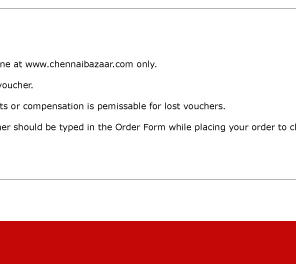 ne at www.chennaibazaar.com only.
voucher.
ts or compensation is pemissable for lost vouchers.
er should be typed in the Order Form while placing your order to